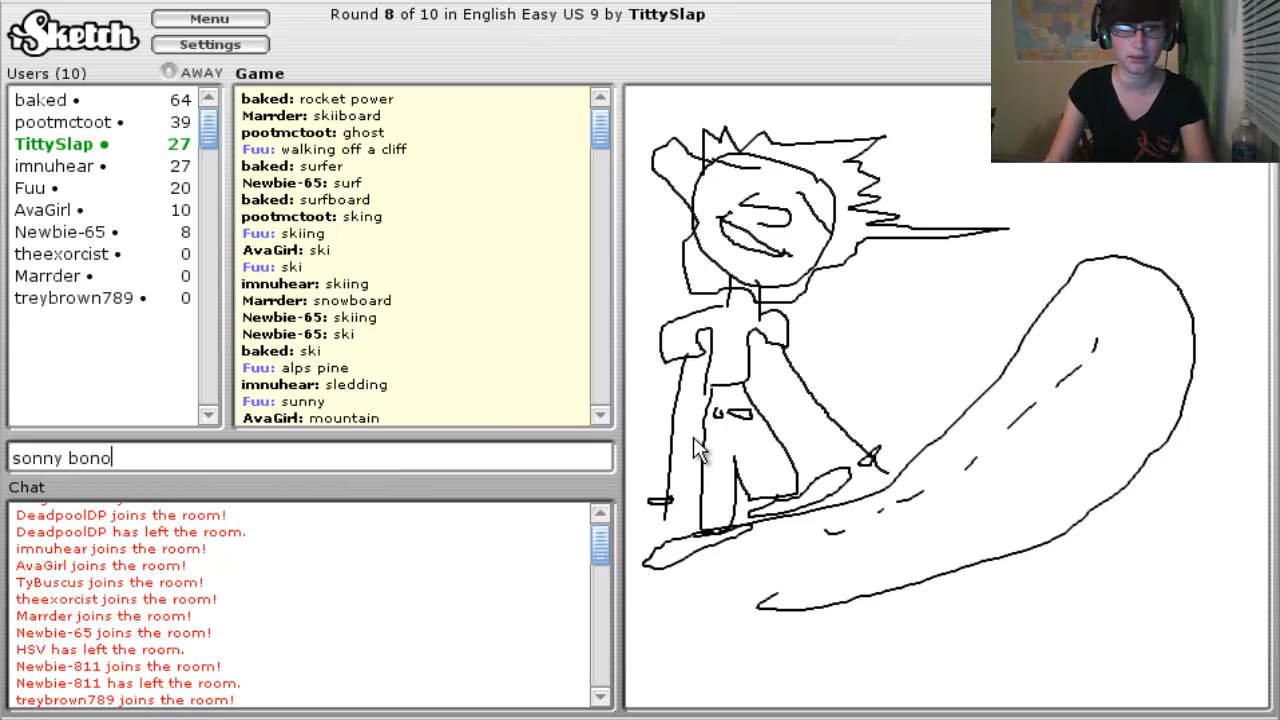 iSketch
Menu
Settings
Round 8 of 10 in English Easy US 9 by TittySlap
Users (10)
AWAY
Game
baked • 64
pootmctoot • 39
TittySlap • 27
imnuhear • 27
Fuu • 20
AvaGirl • 10
Newbie-65 • 8
theexorcist • 0
Marrder • 0
treybrown789 • 0
baked: rocket power
Marrder: skiiboard
pootmctoot: ghost
Fuu: walking off a cliff
baked: surfer
Newbie-65: surf
baked: surfboard
pootmctoot: sking
Fuu: skiing
AvaGirl: ski
Fuu: ski
imnuhear: skiing
Marrder: snowboard
Newbie-65: skiing
Newbie-65: ski
baked: ski
Fuu: alps pine
imnuhear: sledding
Fuu: sunny
AvaGirl: mountain
sonny bono
Chat
DeadpoolDP joins the room!
DeadpoolDP has left the room.
imnuhear joins the room!
AvaGirl joins the room!
TyBuscus joins the room!
theexorcist joins the room!
Marrder joins the room!
Newbie-65 joins the room!
HSV has left the room.
Newbie-811 joins the room!
Newbie-811 has left the room.
treybrown789 joins the room!